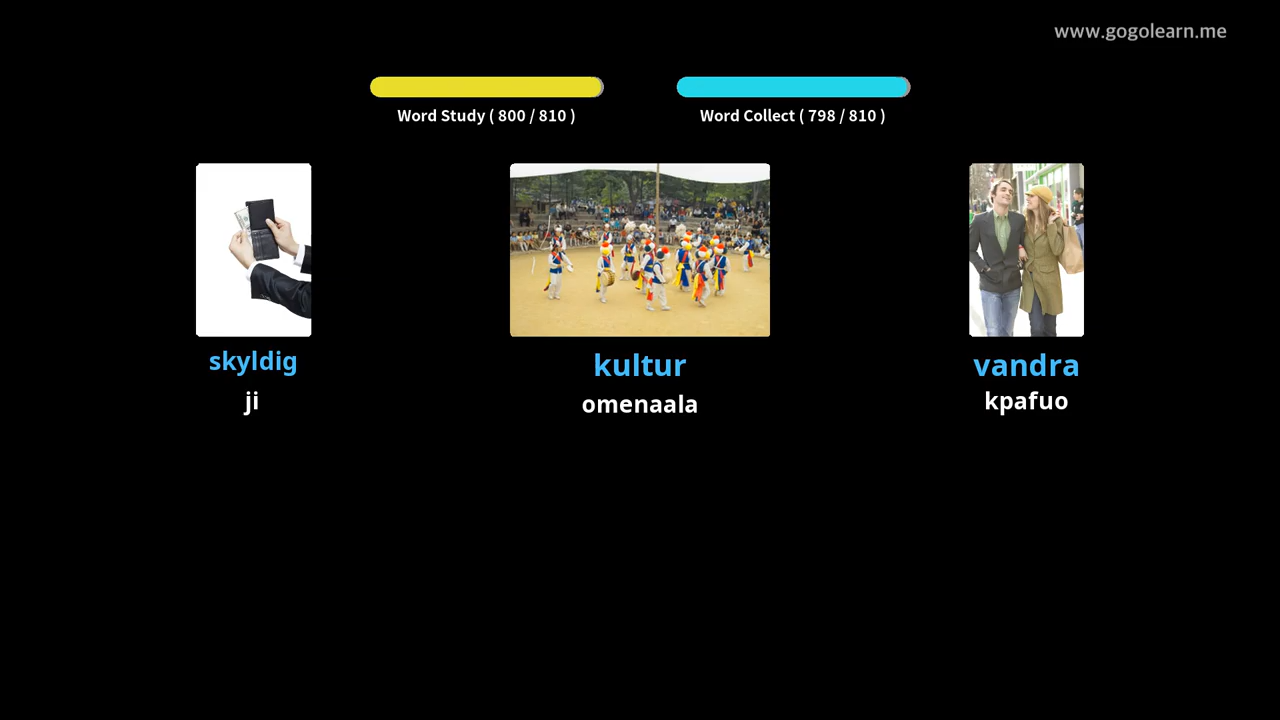 www.gogolearn.me
Word Study ( 800 / 810 )
Word Collect ( 798 / 810 )
skyldig
ji
kultur
omenaala
vandra
kpafuo